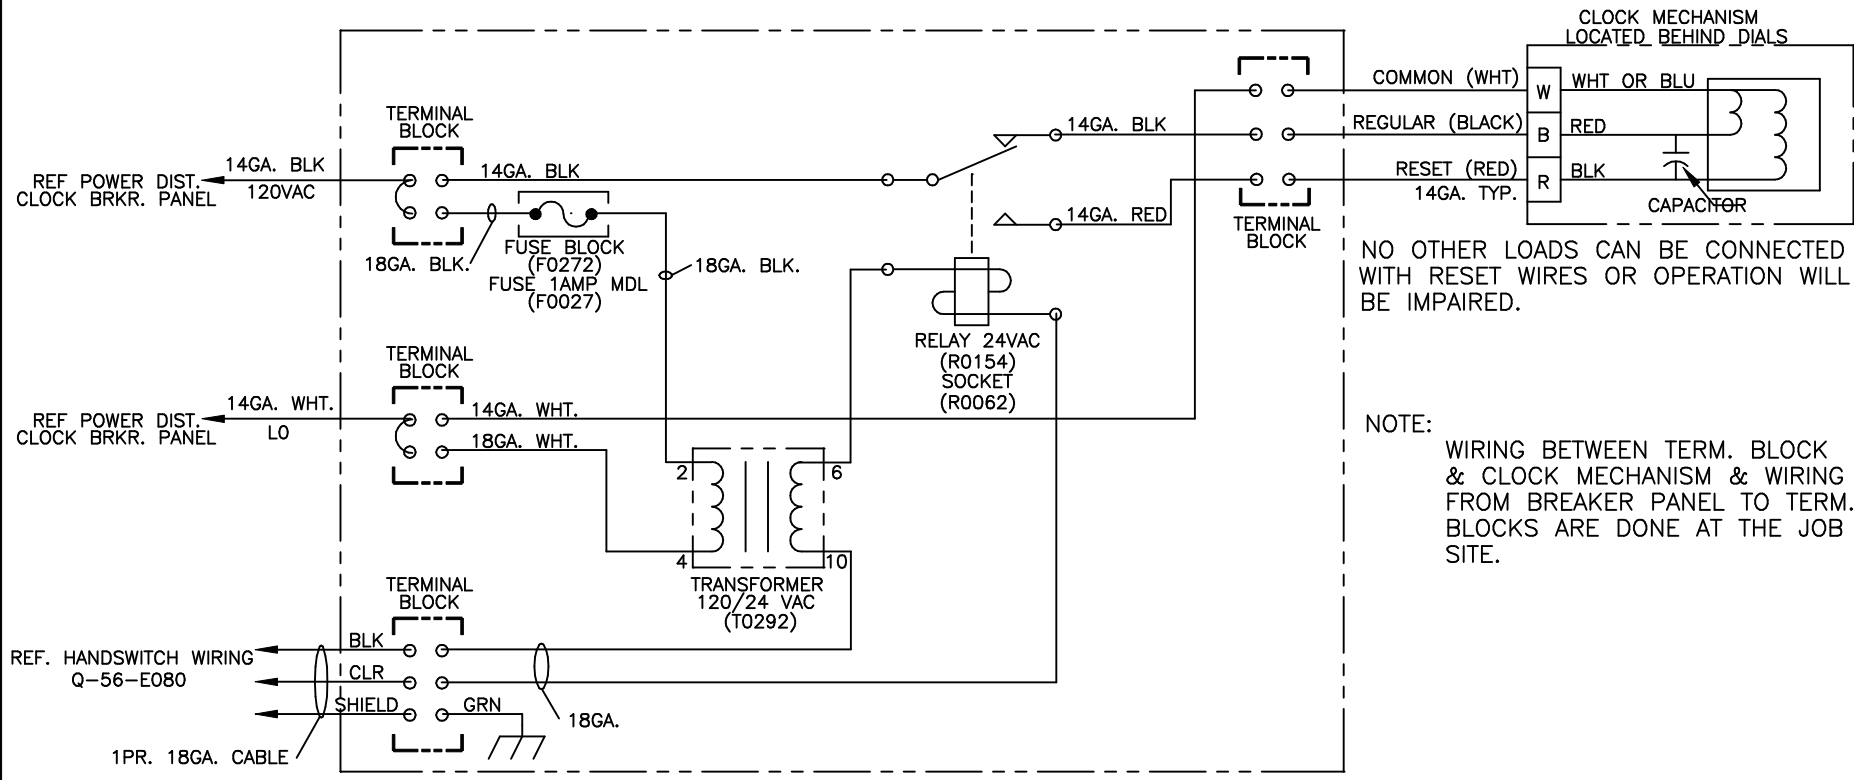 CLOCK MECHANISM
LOCATED BEHIND DIALS
COMMON (WHT)
W
WHT OR BLU
REGULAR (BLACK)
B
RED
RESET (RED)
R
BLK
14GA. TYP.
CAPACITOR
TERMINAL
BLOCK
14GA. BLK
120VAC
REF POWER DIST.
CLOCK BRKR. PANEL
14GA. BLK
14GA. BLK
14GA. RED
TERMINAL
BLOCK
18GA. BLK.
FUSE BLOCK
(F0272)
FUSE 1AMP MDL
(F0027)
18GA. BLK.
NO OTHER LOADS CAN BE CONNECTED
WITH RESET WIRES OR OPERATION WILL
BE IMPAIRED.
RELAY 24VAC
(R0154)
SOCKET
(R0062)
TERMINAL
BLOCK
14GA. WHT.
LO
REF POWER DIST.
CLOCK BRKR. PANEL
14GA. WHT.
18GA. WHT.
2
6
4
10
TRANSFORMER
120/24 VAC
(T0292)
NOTE:
WIRING BETWEEN TERM. BLOCK
& CLOCK MECHANISM & WIRING
FROM BREAKER PANEL TO TERM.
BLOCKS ARE DONE AT THE JOB
SITE.
TERMINAL
BLOCK
BLK
CLR
SHIELD
REF. HANDSWITCH WIRING
Q-56-E080
GRN
18GA.
1PR. 18GA. CABLE